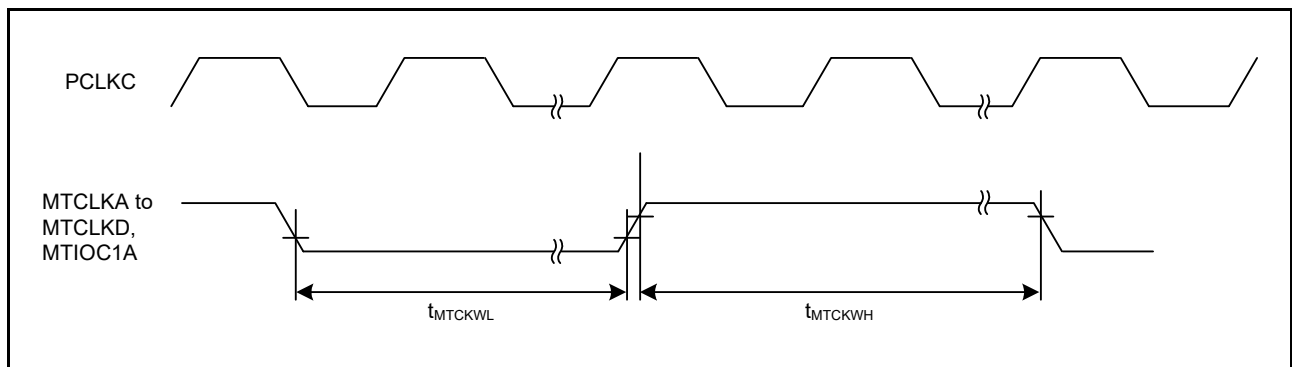 PCLKC
MTCLKA to
MTCLKD,
MTIOC1A
tMTCKWL
tMTCKWH